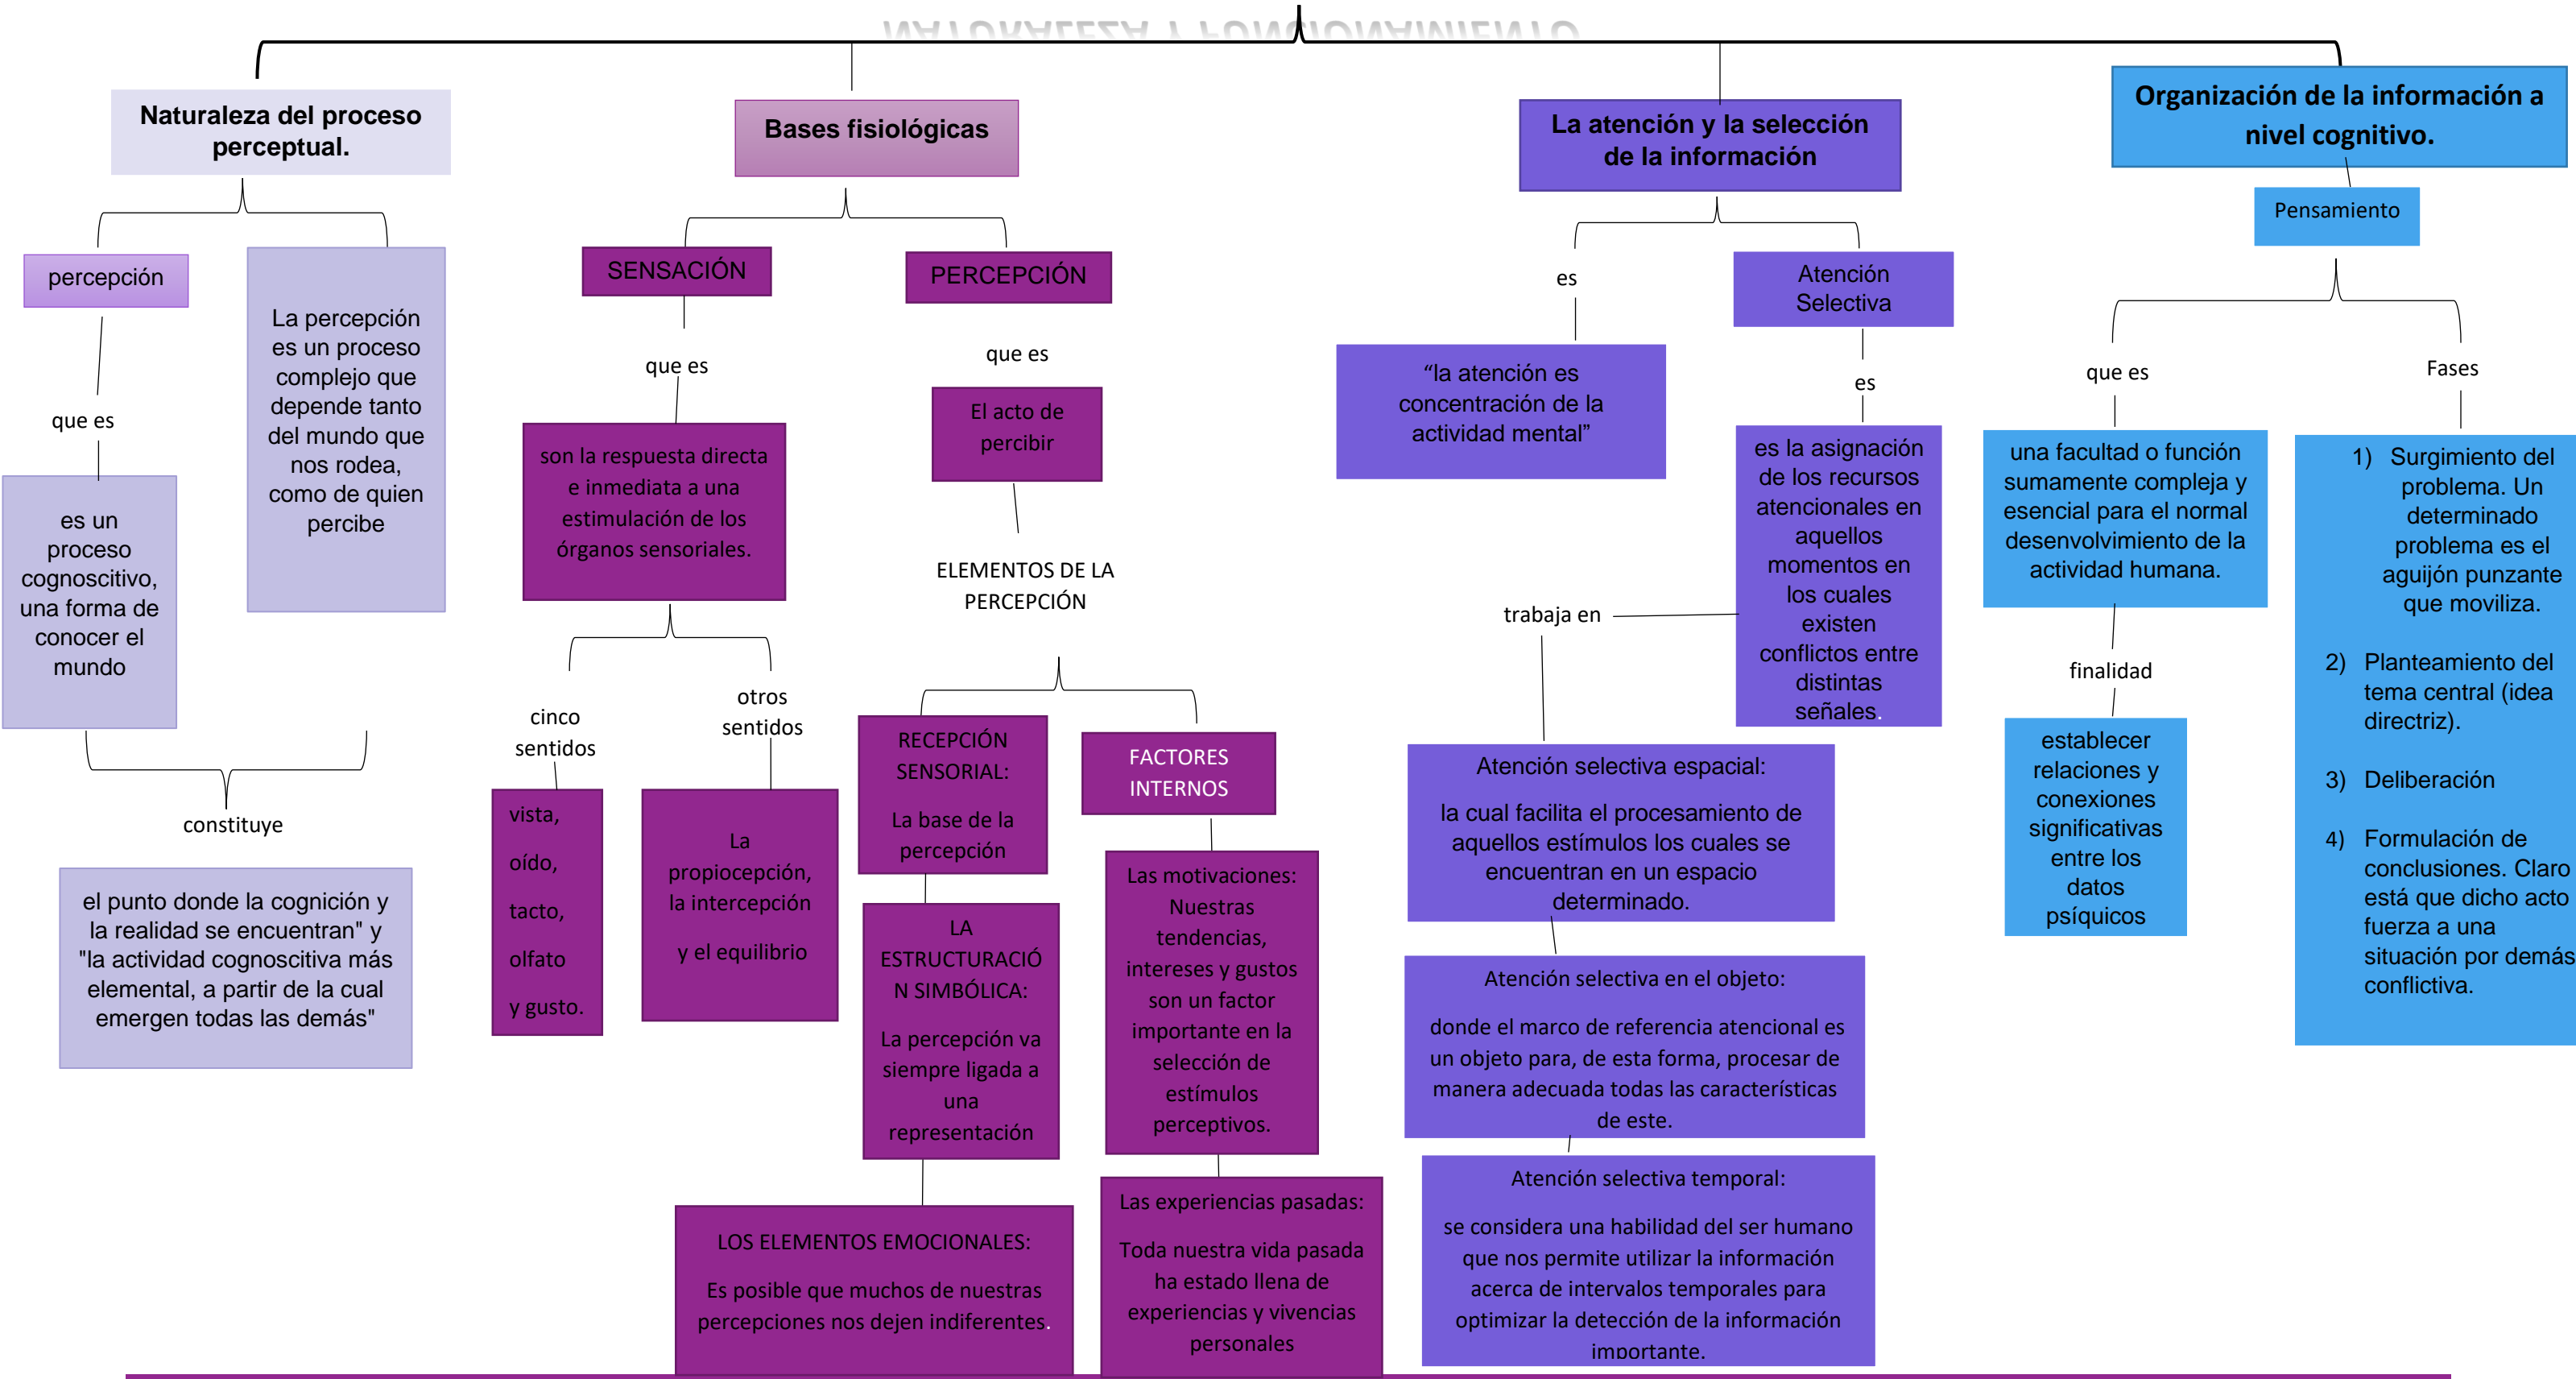 NATURALEZA Y FUNCIONAMIENTO
Naturaleza del proceso
perceptual.
percepción
que es
es un
proceso
cognoscitivo,
una forma de
conocer el
mundo
La percepción
es un proceso
complejo que
depende tanto
del mundo que
nos rodea,
como de quien
percibe
constituye
el punto donde la cognición y
la realidad se encuentran" y
"la actividad cognoscitiva más
elemental, a partir de la cual
emergen todas las demás"
Bases fisiológicas
SENSACIÓN
que es
son la respuesta directa
e inmediata a una
estimulación de los
órganos sensoriales.
cinco
sentidos
vista,
oído,
tacto,
olfato
y gusto.
otros
sentidos
La
propiocepción,
la intercepción
y el equilibrio
PERCEPCIÓN
que es
El acto de
percibir
ELEMENTOS DE LA
PERCEPCIÓN
RECEPCIÓN
SENSORIAL:
La base de la
percepción
LA
ESTRUCTURACIÓ
N SIMBÓLICA:
La percepción va
siempre ligada a
una
representación
LOS ELEMENTOS EMOCIONALES:
Es posible que muchos de nuestras
percepciones nos dejen indiferentes.
FACTORES
INTERNOS
Las motivaciones:
Nuestras
tendencias,
intereses y gustos
son un factor
importante en la
selección de
estímulos
perceptivos.
Las experiencias pasadas:
Toda nuestra vida pasada
ha estado llena de
experiencias y vivencias
personales
La atención y la selección
de la información
es
“la atención es
concentración de la
actividad mental”
Atención
Selectiva
es
es la asignación
de los recursos
atencionales en
aquellos
momentos en
los cuales
existen
conflictos entre
distintas
señales.
trabaja en
Atención selectiva espacial:
la cual facilita el procesamiento de
aquellos estímulos los cuales se
encuentran en un espacio
determinado.
Atención selectiva en el objeto:
donde el marco de referencia atencional es
un objeto para, de esta forma, procesar de
manera adecuada todas las características
de este.
Atención selectiva temporal:
se considera una habilidad del ser humano
que nos permite utilizar la información
acerca de intervalos temporales para
optimizar la detección de la información
importante.
Organización de la información a
nivel cognitivo.
Pensamiento
que es
una facultad o función
sumamente compleja y
esencial para el normal
desenvolvimiento de la
actividad humana.
finalidad
establecer
relaciones y
conexiones
significativas
entre los
datos
psíquicos
Fases
1) Surgimiento del
problema. Un
determinado
problema es el
aguijón punzante
que moviliza.
2) Planteamiento del
tema central (idea
directriz).
3) Deliberación
4) Formulación de
conclusiones. Claro
está que dicho acto
fuerza a una
situación por demás
conflictiva.